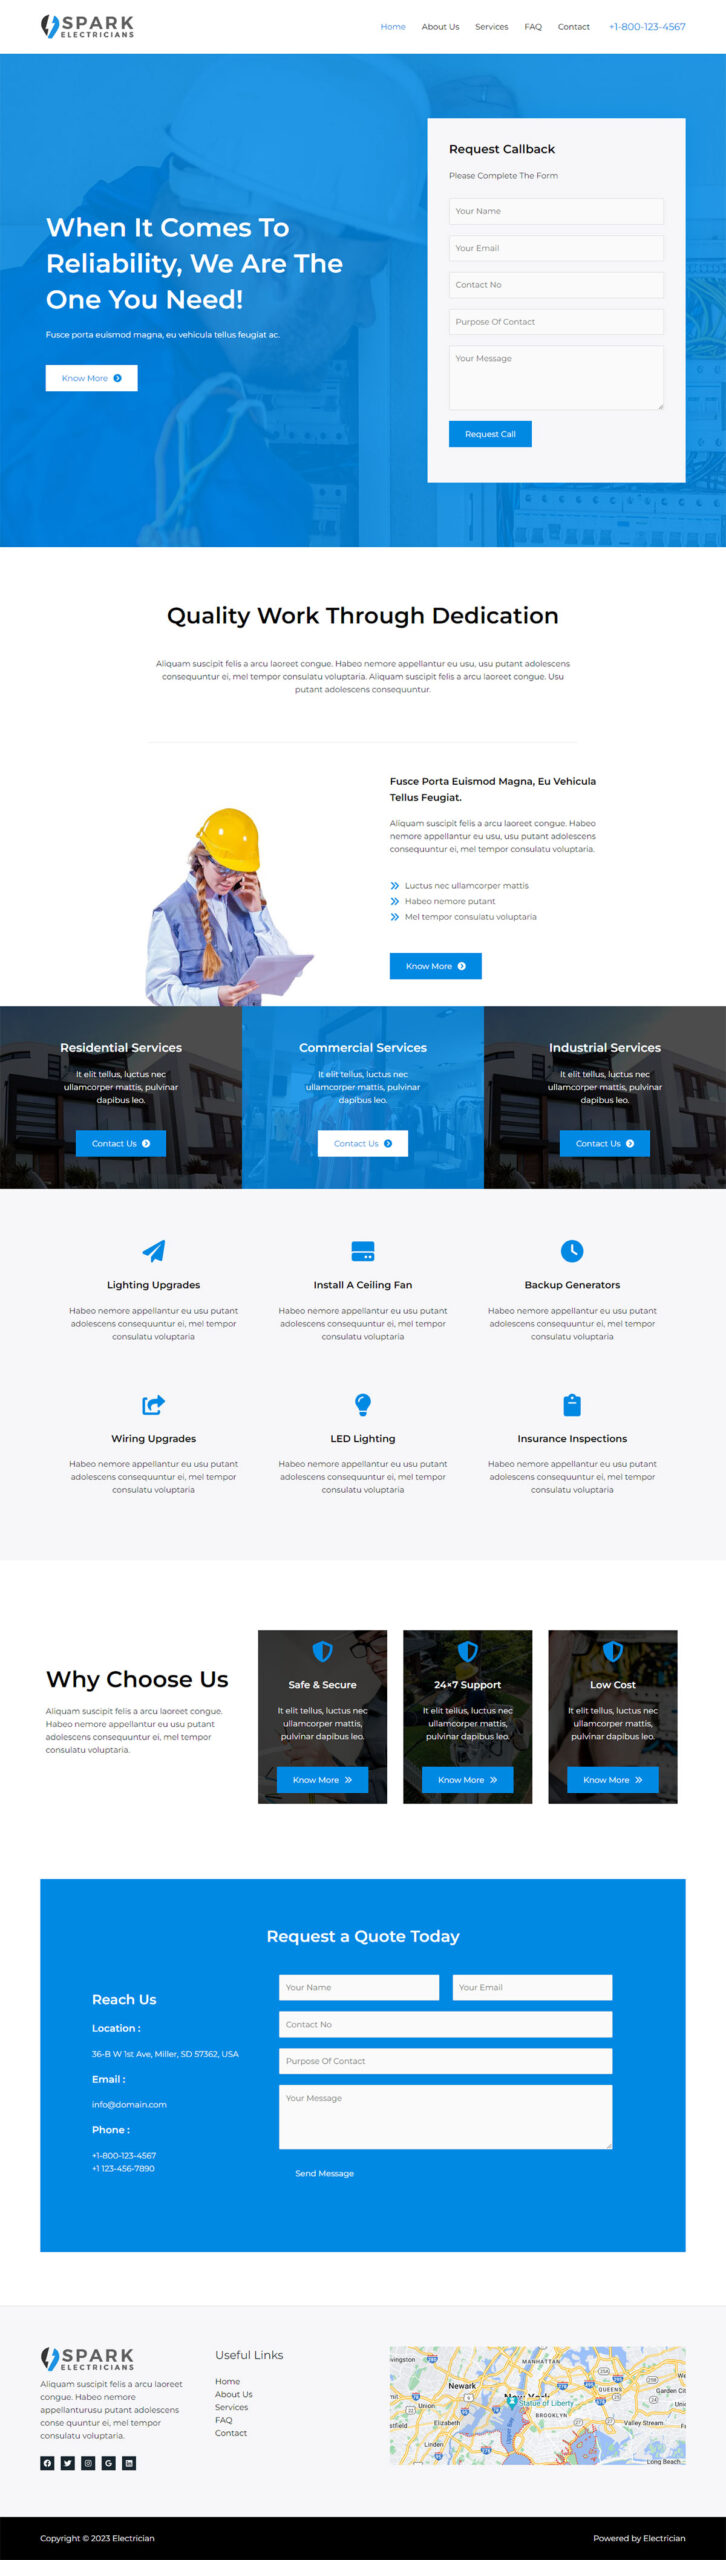 SPARK
ELECTRICIANS
Home
About Us
Services
FAQ
Contact
+1-800-123-4567
When It Comes To
Reliability, We Are The
One You Need!
Fusce porta euismod magna, eu vehicula tellus feugiat ac.
Know More
Request Callback
Please Complete The Form
Your Name
Your Email
Contact No
Purpose Of Contact
Your Message
Request Call
Quality Work Through Dedication
Aliquam suscipit felis a arcu laoreet congue. Habeo nemore appellantur eu usu, usu putant adolescens
consequuntur ei, mel tempor consulatu voluptaria. Aliquam suscipit felis a arcu laoreet congue. Usu
putant adolescens consequuntur.
Fusce Porta Euismod Magna, Eu Vehicula
Tellus Feugiat.
Aliquam suscipit felis a arcu laoreet congue. Habeo
nemore appellantur eu usu, usu putant adolescens
consequuntur ei, mel tempor consulatu voluptaria.
Luctus nec ullamcorper mattis
Habeo nemore putant
Mel tempor consulatu voluptaria
Know More
Residential Services
It elit tellus, luctus nec
ullamcorper mattis, pulvinar
dapibus leo.
Contact Us
Commercial Services
It elit tellus, luctus nec
ullamcorper mattis, pulvinar
dapibus leo.
Contact Us
Industrial Services
It elit tellus, luctus nec
ullamcorper mattis, pulvinar
dapibus leo.
Contact Us
Lighting Upgrades
Habeo nemore appellantur eu usu putant
adolescens consequuntur ei, mel tempor
consulatu voluptaria
Install A Ceiling Fan
Habeo nemore appellantur eu usu putant
adolescens consequuntur ei, mel tempor
consulatu voluptaria
Backup Generators
Habeo nemore appellantur eu usu putant
adolescens consequuntur ei, mel tempor
consulatu voluptaria
Wiring Upgrades
Habeo nemore appellantur eu usu putant
adolescens consequuntur ei, mel tempor
consulatu voluptaria
LED Lighting
Habeo nemore appellantur eu usu putant
adolescens consequuntur ei, mel tempor
consulatu voluptaria
Insurance Inspections
Habeo nemore appellantur eu usu putant
adolescens consequuntur ei, mel tempor
consulatu voluptaria
Why Choose Us
Aliquam suscipit felis a arcu laoreet congue.
Habeo nemore appellantur eu usu putant
adolescens consequuntur ei, mel tempor
consulatu voluptaria.
Safe & Secure
It elit tellus, luctus nec
ullamcorper mattis,
pulvinar dapibus leo.
Know More
24×7 Support
It elit tellus, luctus nec
ullamcorper mattis,
pulvinar dapibus leo.
Know More
Low Cost
It elit tellus, luctus nec
ullamcorper mattis,
pulvinar dapibus leo.
Know More
Request a Quote Today
Reach Us
Location :
36-B W 1st Ave, Miller, SD 57362, USA
Email :
info@domain.com
Phone :
+1-800-123-4567
+1 123-456-7890
Your Name
Your Email
Contact No
Purpose Of Contact
Your Message
Send Message
SPARK
ELECTRICIANS
Aliquam suscipit felis a arcu laoreet
congue. Habeo nemore
appellanturusu putant adolescens
conse quuntur ei, mel tempor
consulatu voluptaria.
Useful Links
Home
About Us
Services
FAQ
Contact
MANHATTAN
Newark
New York
Statue of Liberty
QUEENS
Garden Cit
Union
Elizabeth
BROOKLYN
Valley Stream
Linden
Long Beach
Copyright © 2023 Electrician
Powered by Electrician